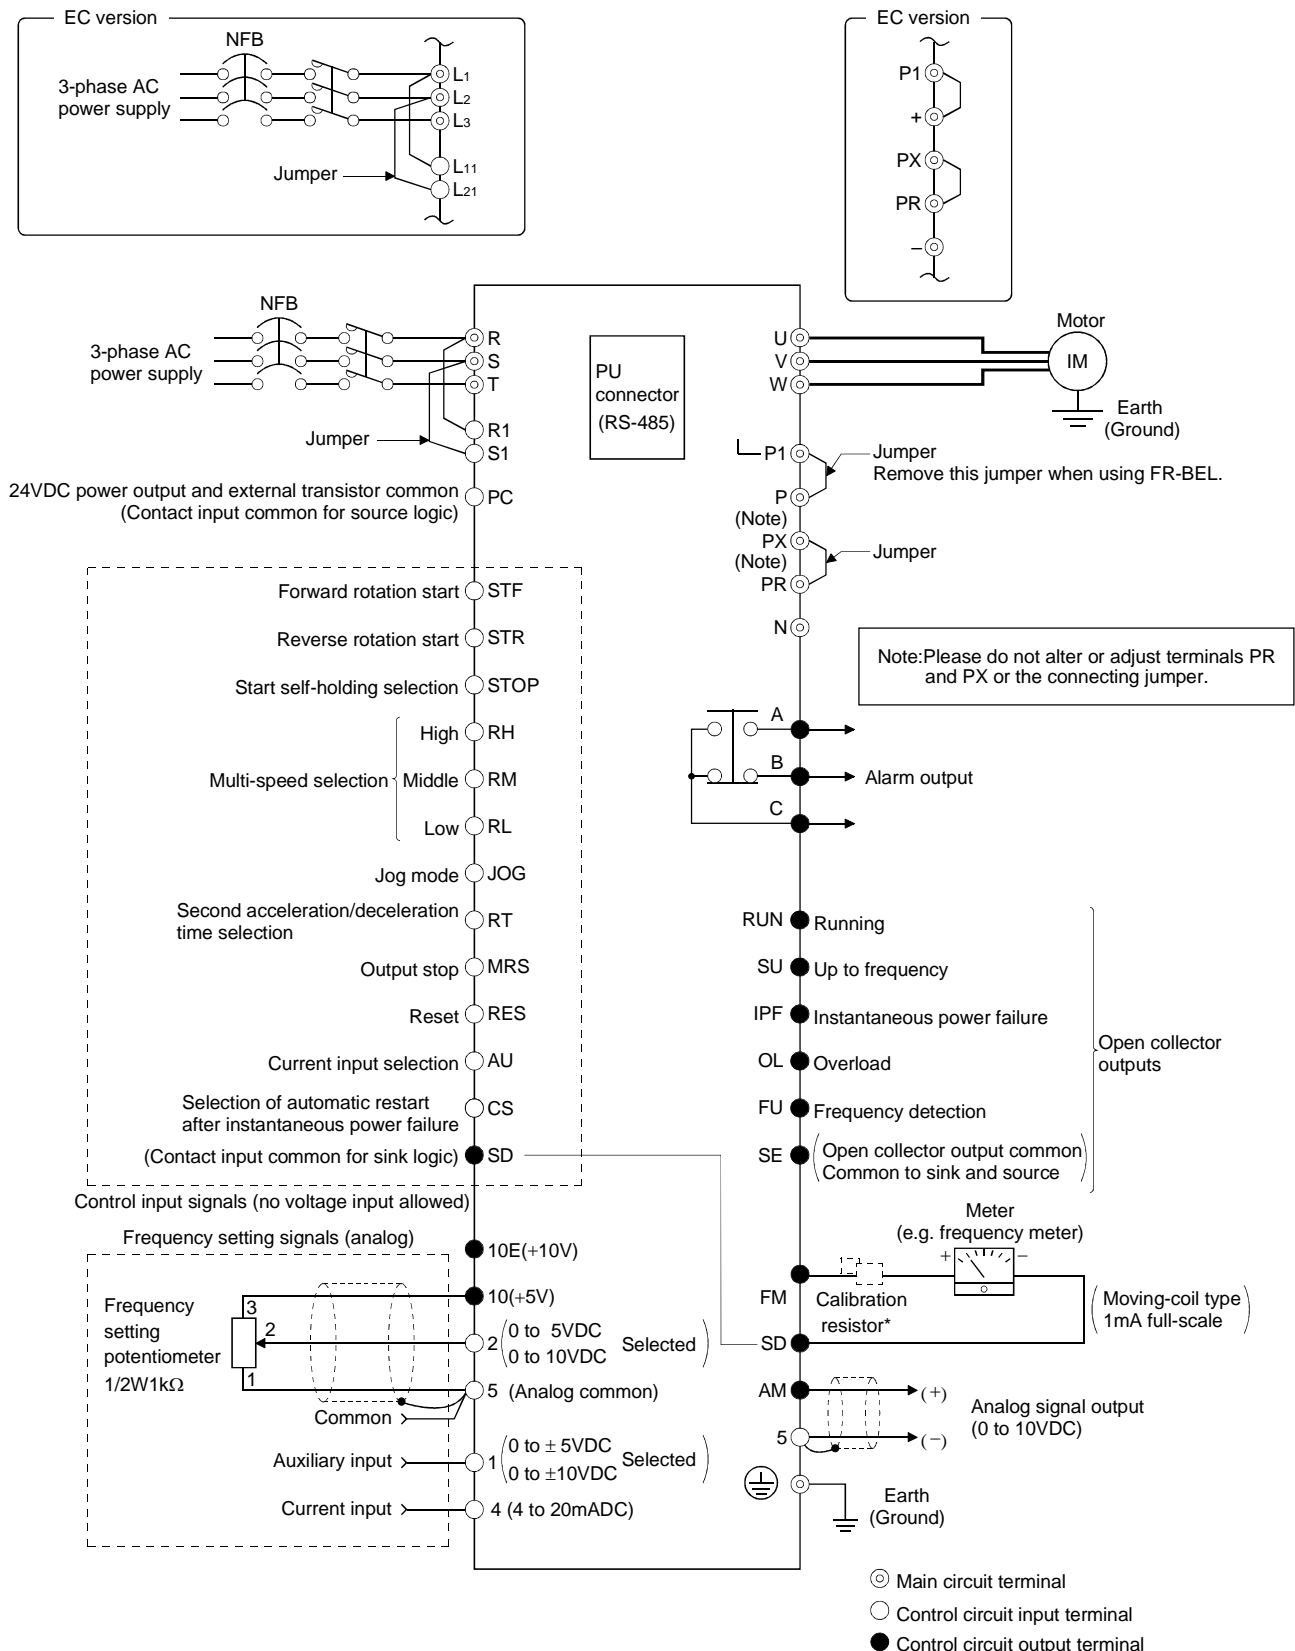 EC version
NFB
3-phase AC
power supply
L1
L2
L3
L11
L21
Jumper
EC version
P1
+
PX
PR
–
NFB
3-phase AC
power supply
R
S
T
R1
S1
Jumper
PU
connector
(RS-485)
U
V
W
Motor
IM
Earth
(Ground)
P1
Jumper
Remove this jumper when using FR-BEL.
P
(Note)
PX
(Note)
Jumper
PR
N
Note:Please do not alter or adjust terminals PR
and PX or the connecting jumper.
24VDC power output and external transistor common
(Contact input common for source logic)
PC
Forward rotation start STF
Reverse rotation start STR
Start self-holding selection STOP
Multi-speed selection
High RH
Middle RM
Low RL
Jog mode JOG
Second acceleration/deceleration
time selection
RT
Output stop MRS
Reset RES
Current input selection AU
Selection of automatic restart
after instantaneous power failure
CS
(Contact input common for sink logic) SD
Control input signals (no voltage input allowed)
A
B
C
Alarm output
RUN Running
SU Up to frequency
IPF Instantaneous power failure
OL Overload
FU Frequency detection
SE (Open collector output common
Common to sink and source)
Open collector
outputs
Frequency setting signals (analog)
10E(+10V)
10(+5V)
Frequency
setting
potentiometer
1/2W1kΩ
3
2
1
2 (0 to 5VDC
0 to 10VDC Selected)
5 (Analog common)
Common
Auxiliary input
1 (0 to ±5VDC
0 to ±10VDC Selected)
Current input
4 (4 to 20mADC)
Meter
(e.g. frequency meter)
+ −
FM
Calibration
resistor*
(Moving-coil type
1mA full-scale)
SD
AM
(+)
5
(−)
Analog signal output
(0 to 10VDC)
Earth
(Ground)
Main circuit terminal
Control circuit input terminal
Control circuit output terminal